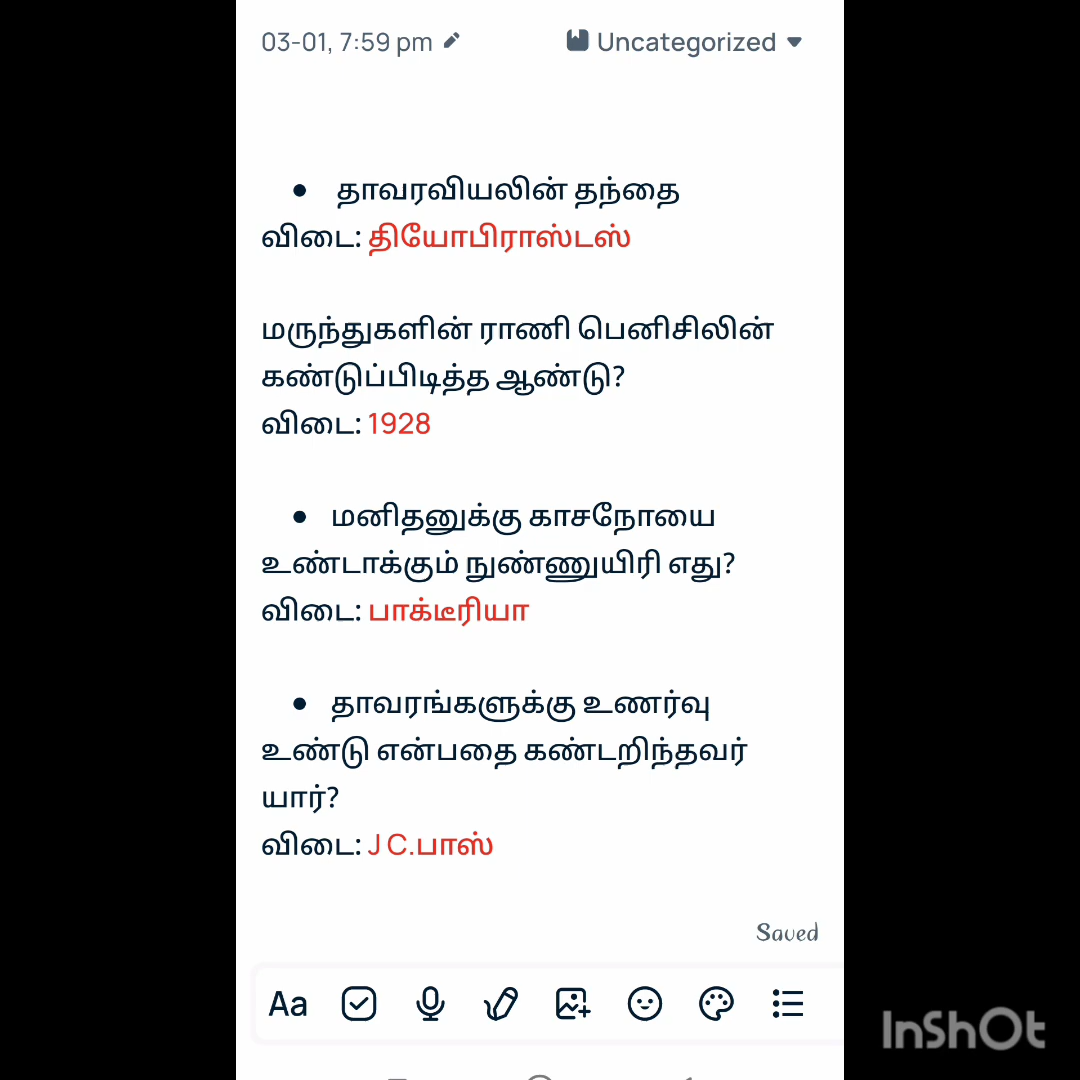 03-01, 7:59 pm Uncategorized
• தாவரவியலின் தந்தை
விடை: தியோபிராஸ்டஸ்
மருந்துகளின் ராணி பெனிசிலின்
கண்டுப்பிடித்த ஆண்டு?
விடை: 1928
• மனிதனுக்கு காசநோயை
உண்டாக்கும் நுண்ணுயிரி எது?
விடை: பாக்டீரியா
• தாவரங்களுக்கு உணர்வு
உண்டு என்பதை கண்டறிந்தவர்
யார்?
விடை: J C.பாஸ்
Saved
Aa
InShOt